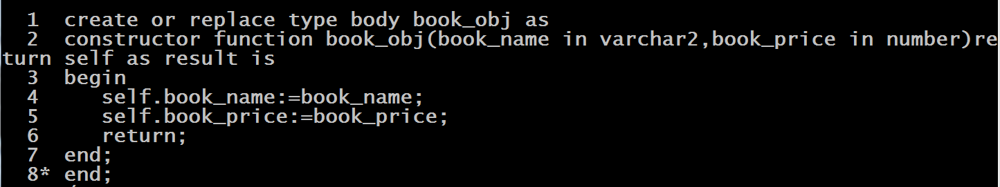 1 create or replace type body book_obj as
2 constructor function book_obj(book_name in varchar2,book_price in number)re
turn self as result is
3 begin
4 self.book_name:=book_name;
5 self.book_price:=book_price;
6 return;
7 end;
8* end;